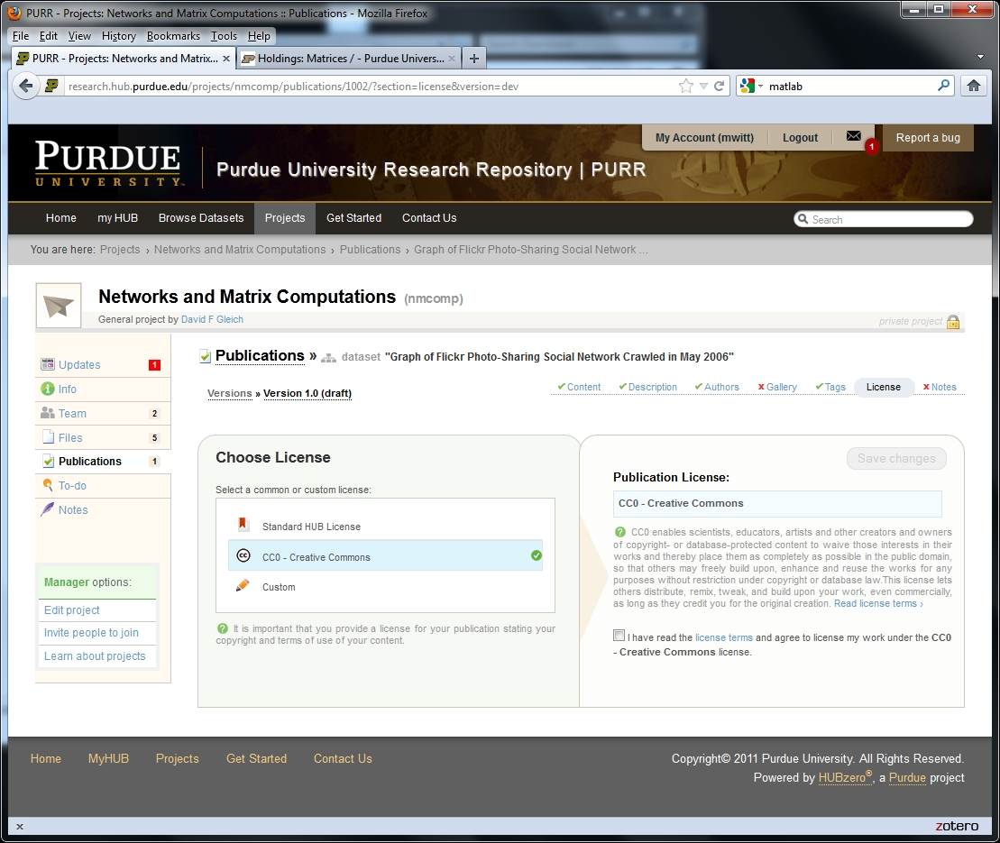 PURR - Projects: Networks and Matrix Computations :: Publications - Mozilla Firefox
File Edit View History Bookmarks Tools Help
PURR - Projects: Networks and Matrix... × Holdings: Matrices / - Purdue Univers... × +
research.hub.purdue.edu/projects/nmcomp/publications/1002/?section=license&version=dev matlab
My Account (mwitt) Logout 1 Report a bug
PURDUE
UNIVERSITY
Purdue University Research Repository | PURR
Home my HUB Browse Datasets Projects Get Started Contact Us Search
You are here: Projects › Networks and Matrix Computations › Publications › Graph of Flickr Photo-Sharing Social Network ...
Networks and Matrix Computations (nmcomp)
General project by David F Gleich private project
Updates 1
Info
Team 2
Files 5
Publications 1
To-do
Notes
Manager options:
Edit project
Invite people to join
Learn about projects
Publications » dataset "Graph of Flickr Photo-Sharing Social Network Crawled in May 2006"
Versions » Version 1.0 (draft)
Content Description Authors Gallery Tags License Notes
Choose License
Select a common or custom license:
Standard HUB License
CC0 - Creative Commons
Custom
It is important that you provide a license for your publication stating your
copyright and terms of use of your content.
Save changes
Publication License:
CC0 - Creative Commons
CC0 enables scientists, educators, artists and other creators and owners
of copyright- or database-protected content to waive those interests in their
works and thereby place them as completely as possible in the public domain,
so that others may freely build upon, enhance and reuse the works for any
purposes without restriction under copyright or database law.This license lets
others distribute, remix, tweak, and build upon your work, even commercially,
as long as they credit you for the original creation. Read license terms ›
I have read the license terms and agree to license my work under the CC0
- Creative Commons license.
Home MyHUB Projects Get Started Contact Us
Copyright© 2011 Purdue University. All Rights Reserved.
Powered by HUBzero®, a Purdue project
x zotero